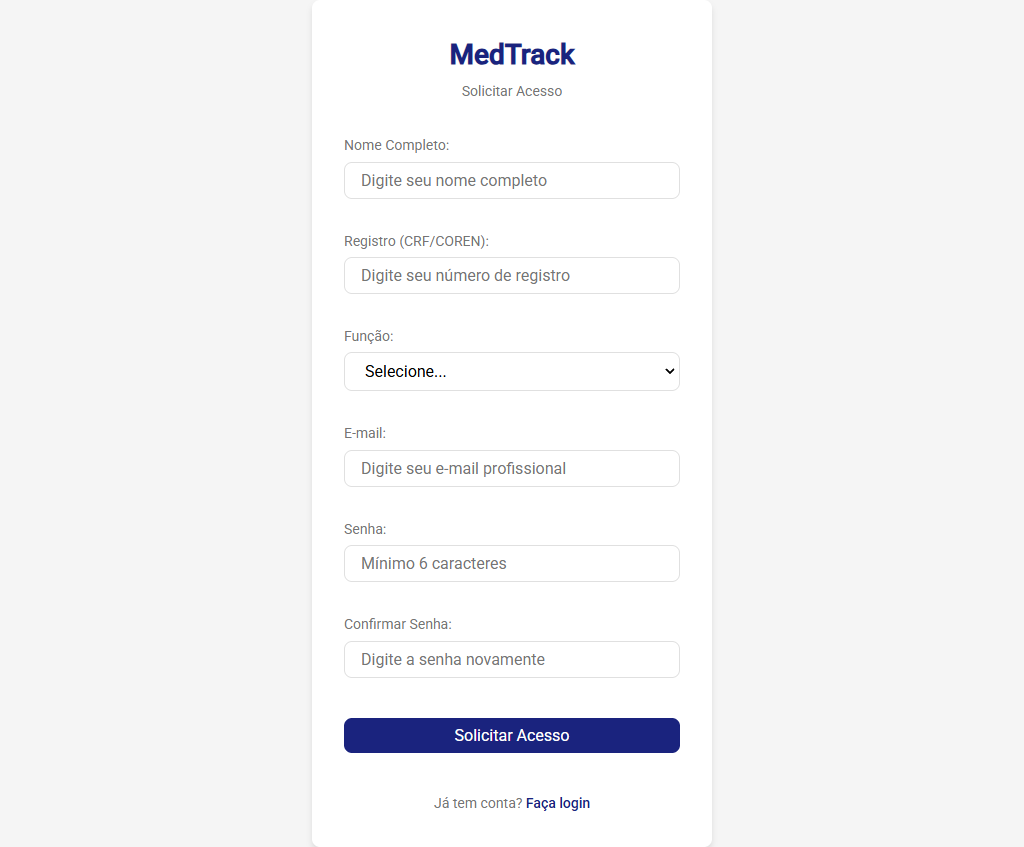 MedTrack
Solicitar Acesso
Nome Completo:
Digite seu nome completo
Registro (CRF/COREN):
Digite seu número de registro
Função:
Selecione...
E-mail:
Digite seu e-mail profissional
Senha:
Mínimo 6 caracteres
Confirmar Senha:
Digite a senha novamente
Solicitar Acesso
Já tem conta? Faça login